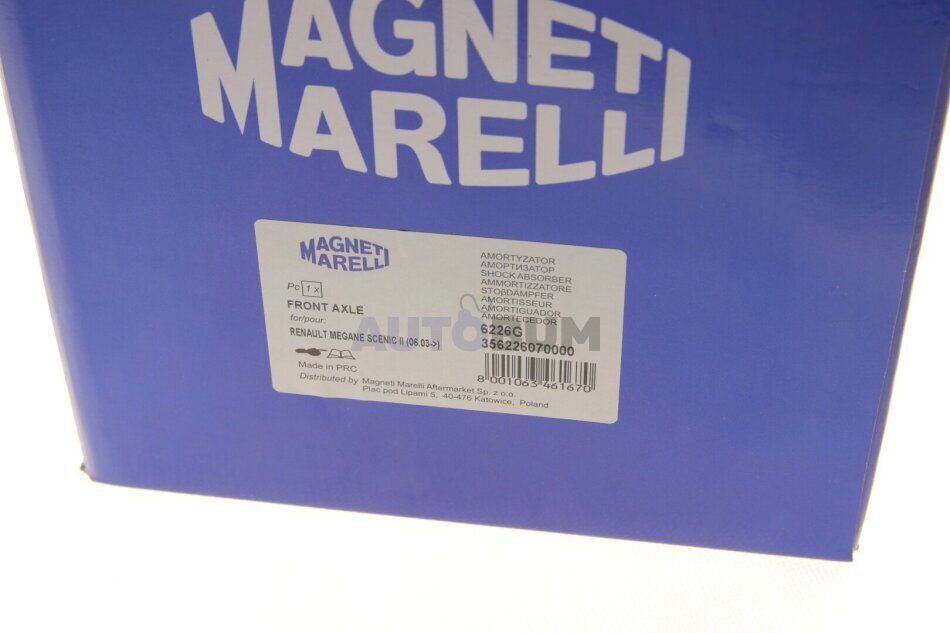 MAGNETI
MARELLI
MAGNETI
MARELLI
Pc 1 x
FRONT AXLE
for/pour:
RENAULT MEGANE SCENIC II (06.03->)
Made in PRC
Distributed by Magneti Marelli Aftermarket Sp. z o.o.
Plac pod Lipami 5, 40-476 Katowice, Poland
AMORTYZATOR
АМОРТИЗАТОР
SHOCK ABSORBER
AMMORTIZZATORE
STOßDÄMPFER
AMORTISSEUR
AMORTIGUADOR
AMORTECEDOR
6226G
356226070000
8 001063 461670